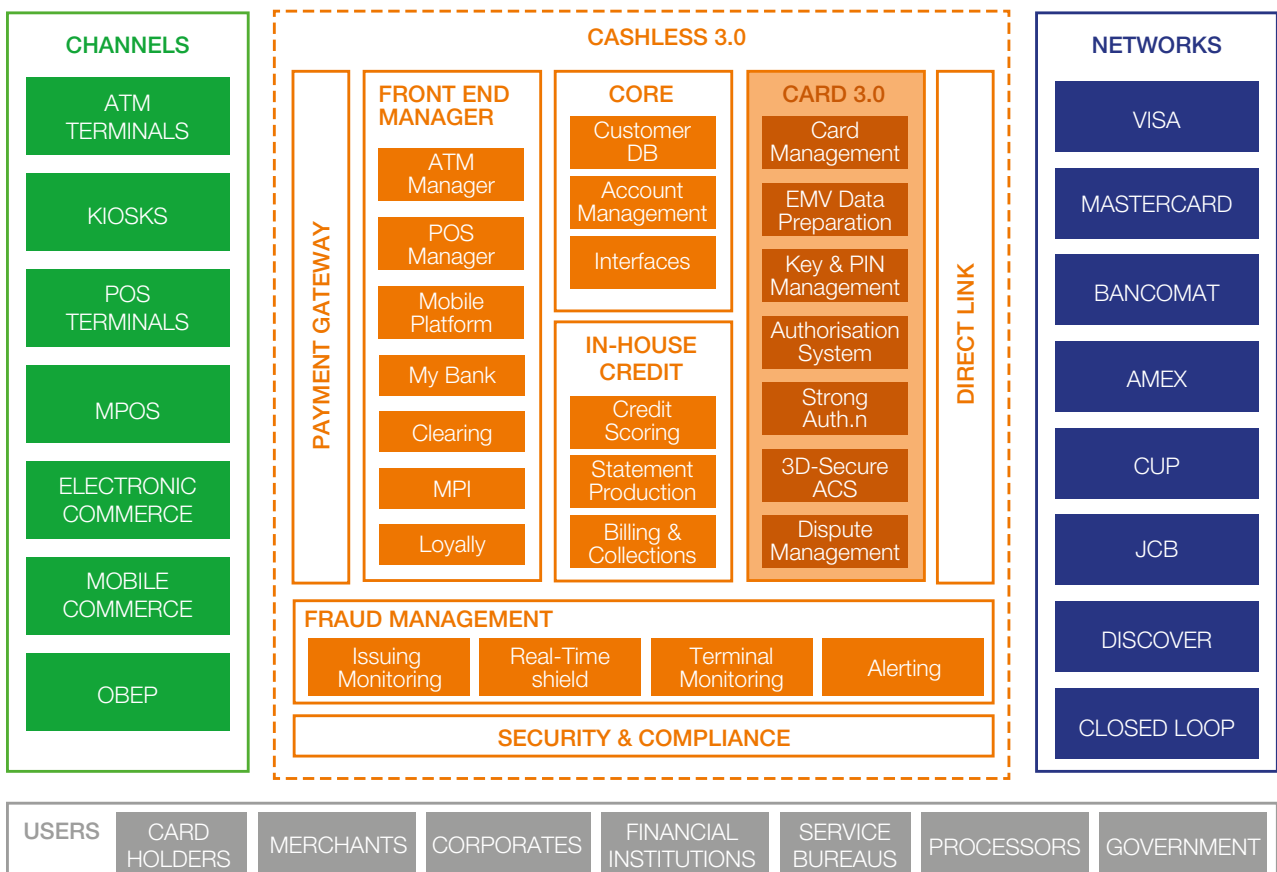 CHANNELS
ATM
TERMINALS
KIOSKS
POS
TERMINALS
MPOS
ELECTRONIC
COMMERCE
MOBILE
COMMERCE
OBEP
CASHLESS 3.0
PAYMENT GATEWAY
FRONT END
MANAGER
ATM
Manager
POS
Manager
Mobile
Platform
My Bank
Clearing
MPI
Loyally
CORE
Customer
DB
Account
Management
Interfaces
IN-HOUSE
CREDIT
Credit
Scoring
Statement
Production
Billing &
Collections
CARD 3.0
Card
Management
EMV Data
Preparation
Key & PIN
Management
Authorisation
System
Strong
Auth.n
3D-Secure
ACS
Dispute
Management
DIRECT LINK
FRAUD MANAGEMENT
Issuing
Monitoring
Real-Time
shield
Terminal
Monitoring
Alerting
SECURITY & COMPLIANCE
NETWORKS
VISA
MASTERCARD
BANCOMAT
AMEX
CUP
JCB
DISCOVER
CLOSED LOOP
USERS
CARD
HOLDERS
MERCHANTS
CORPORATES
FINANCIAL
INSTITUTIONS
SERVICE
BUREAUS
PROCESSORS
GOVERNMENT